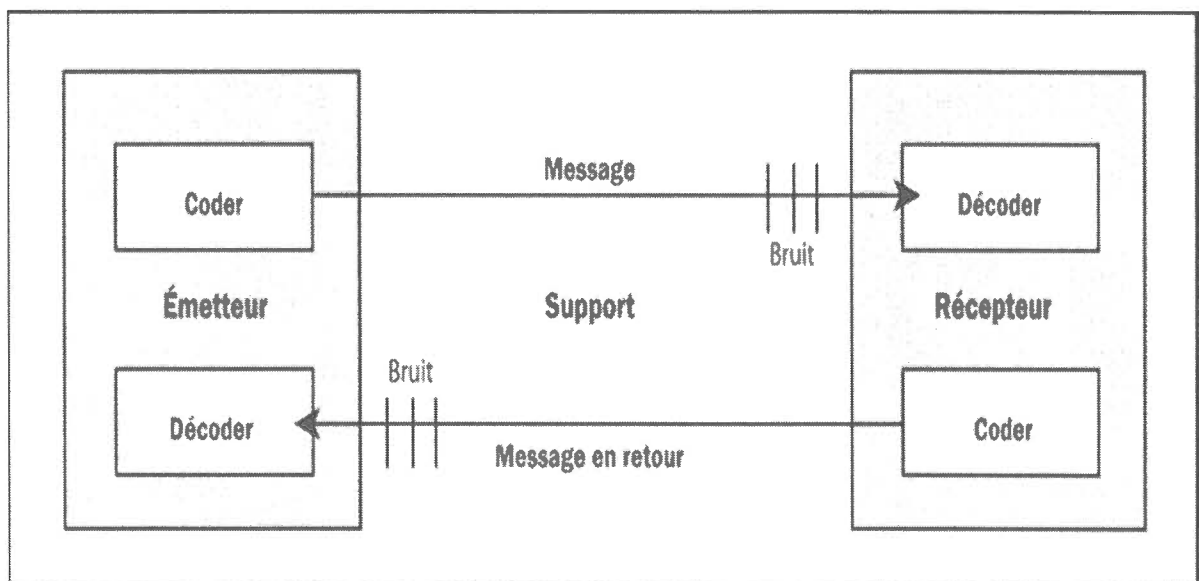 Message
Coder
Décoder
Bruit
Émetteur
Support
Récepteur
Bruit
Décoder
Coder
Message en retour